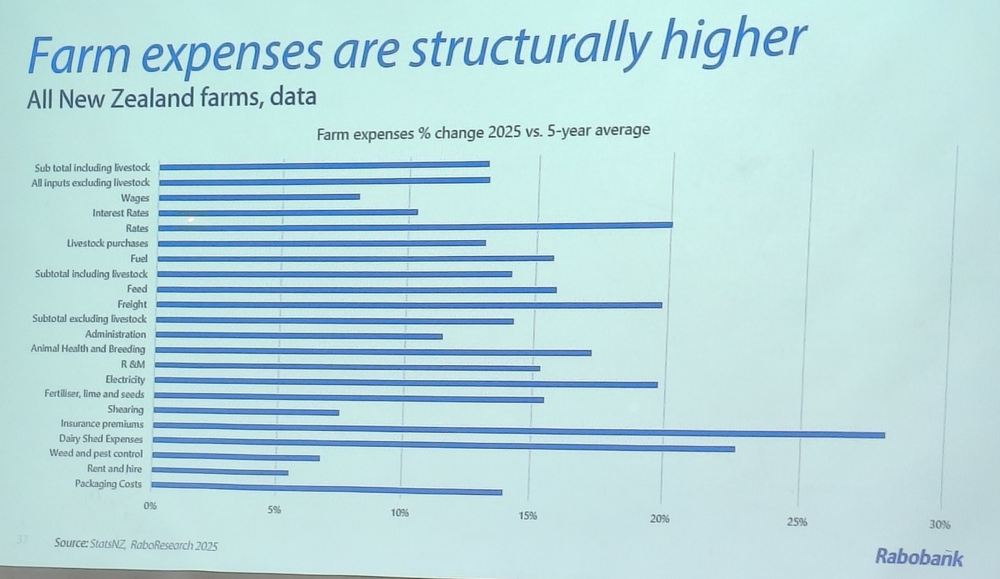 Farm expenses are structurally higher
All New Zealand farms, data
Farm expenses % change 2025 vs. 5-year average
Sub total including livestock
All inputs excluding livestock
Wages
Interest Rates
Rates
Livestock purchases
Fuel
Subtotal including livestock
Feed
Freight
Subtotal excluding livestock
Administration
Animal Health and Breeding
R &M
Electricity
Fertiliser, lime and seeds
Shearing
Insurance premiums
Dairy Shed Expenses
Weed and pest control
Rent and hire
Packaging Costs
0% 5% 10% 15% 20% 25% 30%
37
Source: StatsNZ, RaboResearch 2025
Rabobank